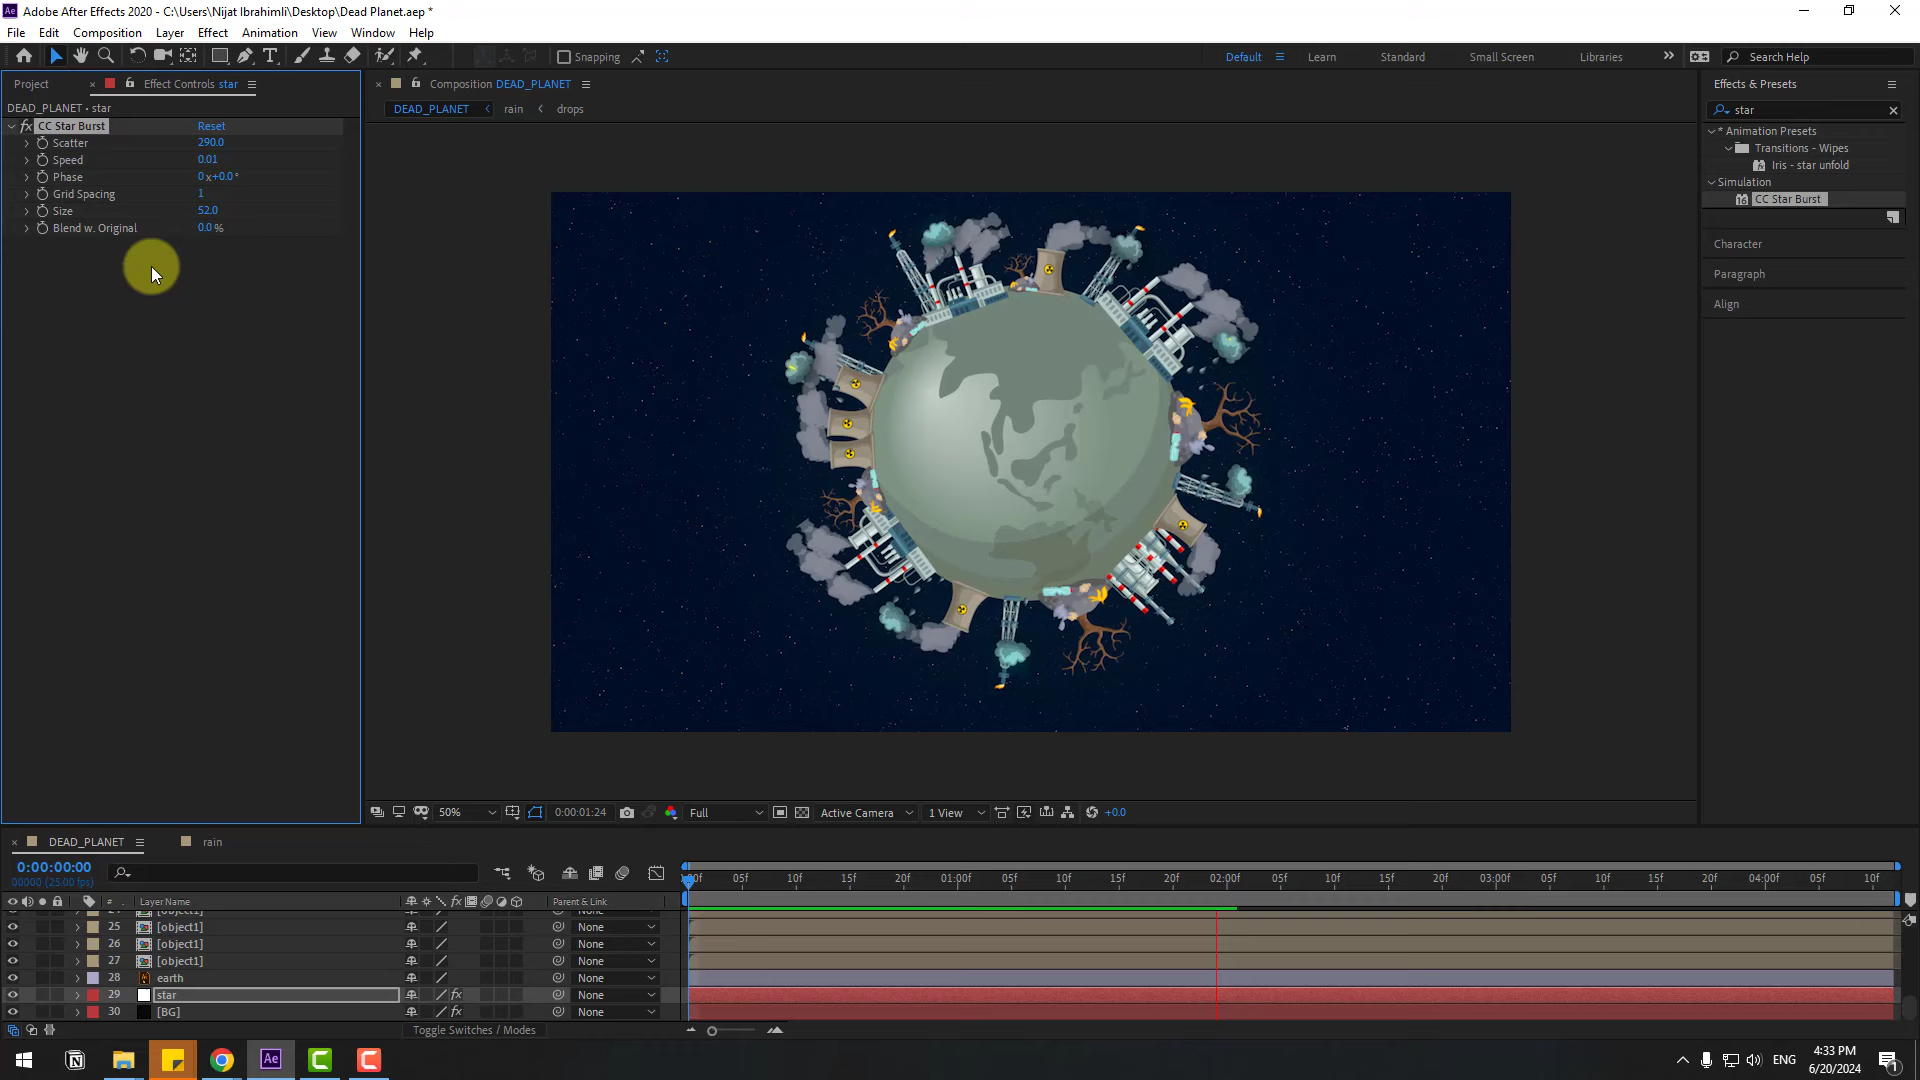 Ae Adobe After Effects 2020 - C:\Users\Nijat Ibrahimli\Desktop\Dead Planet.aep *
File Edit Composition Layer Effect Animation View Window Help
Snapping Default Learn Standard Small Screen Libraries Search Help
Project Effect Controls star
DEAD_PLANET • star
fx CC Star Burst Reset
Scatter 290.0
Speed 0.01
Phase 0x+0.0°
Grid Spacing 1
Size 52.0
Blend w. Original 0.0 %
Composition DEAD_PLANET
DEAD_PLANET rain drops
Effects & Presets
star
* Animation Presets
Transitions - Wipes
Iris - star unfold
Simulation
16 CC Star Burst
Character
Paragraph
Align
50% 0:00:01:24 Full Active Camera 1 View +0.0
DEAD_PLANET rain
0:00:00:00
00000 (25.00 fps)
05f 10f 15f 20f 01:00f 05f 10f 15f 20f 02:00f 05f 10f 15f 20f 03:00f 05f 10f 15f 20f 04:00f 05f 10f
# Layer Name Parent & Link
[object1]
25 [object1] None
26 [object1] None
27 [object1] None
28 earth None
29 star fx None
30 [BG] fx None
Toggle Switches / Modes
Ae C C ENG 4:33 PM
6/20/2024 1